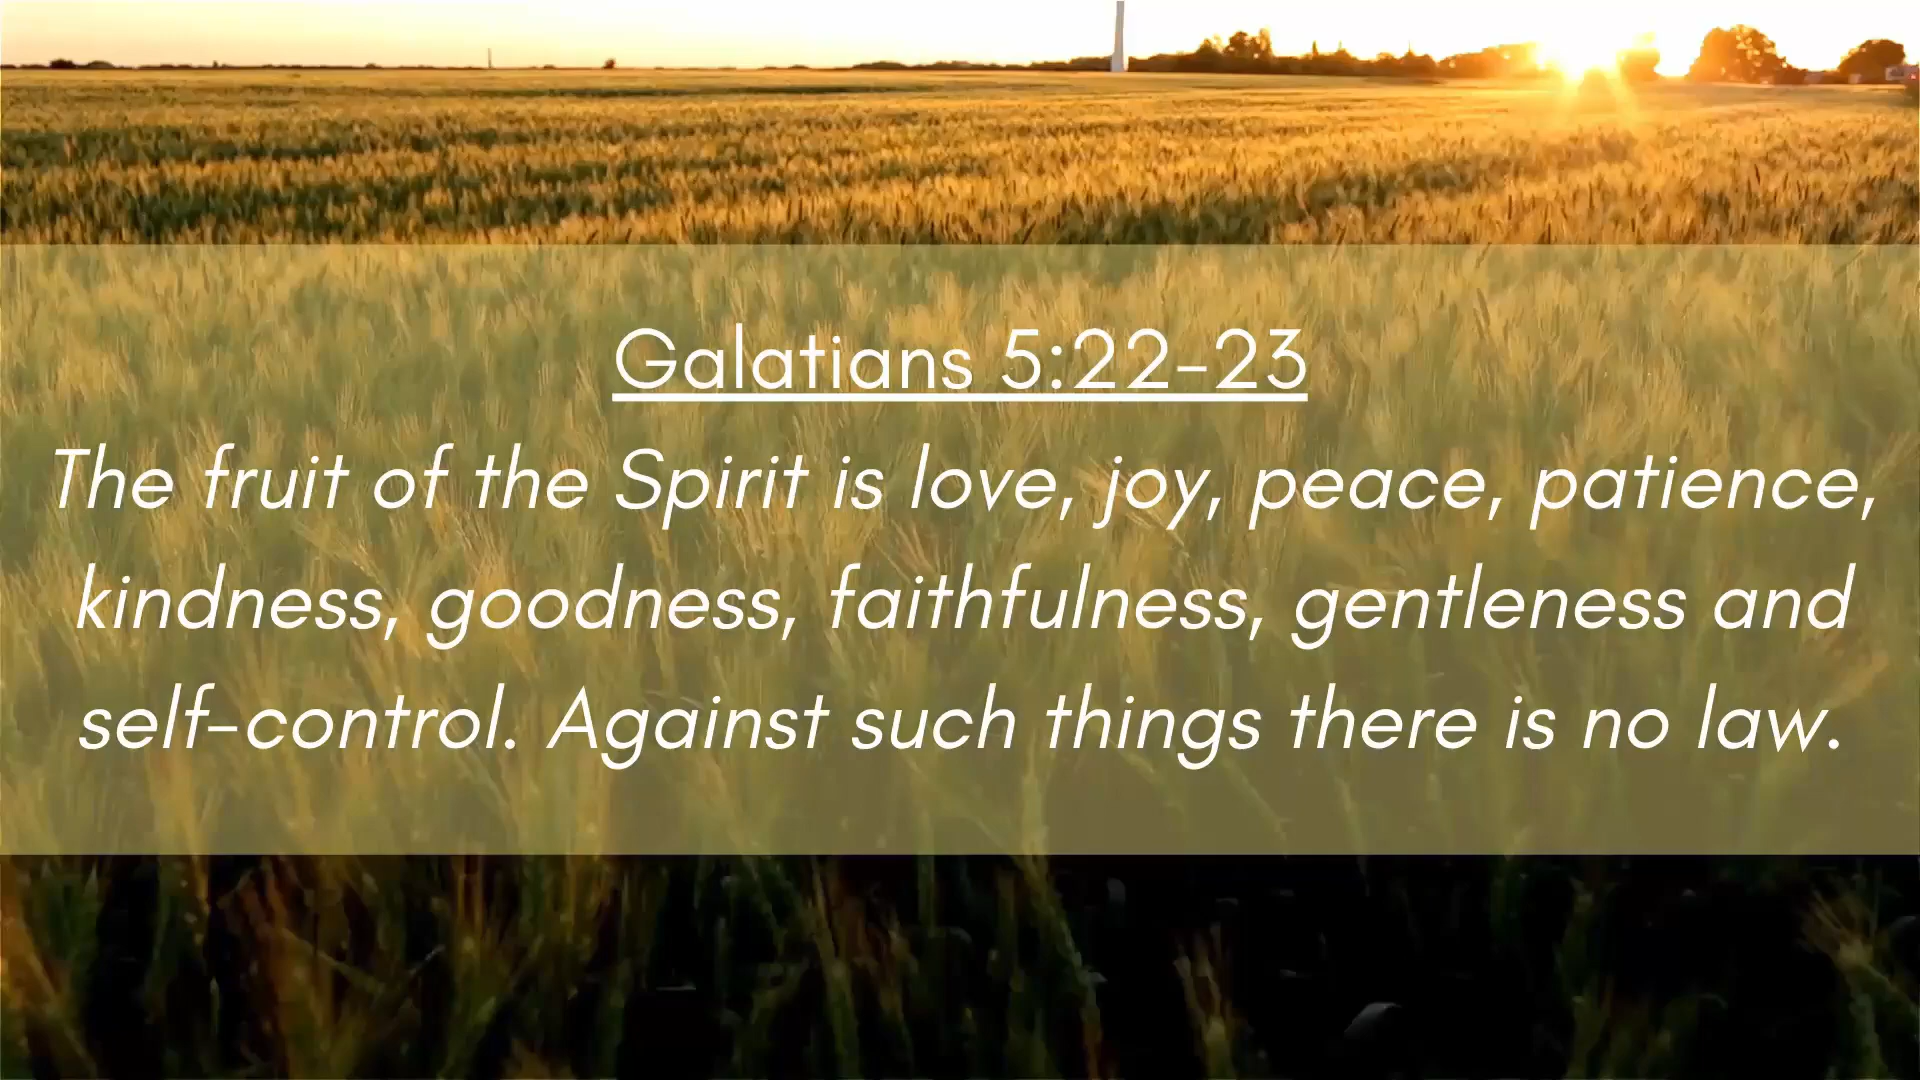 Galatians 5:22-23
The fruit of the Spirit is love, joy, peace, patience,
kindness, goodness, faithfulness, gentleness and
self-control. Against such things there is no law.